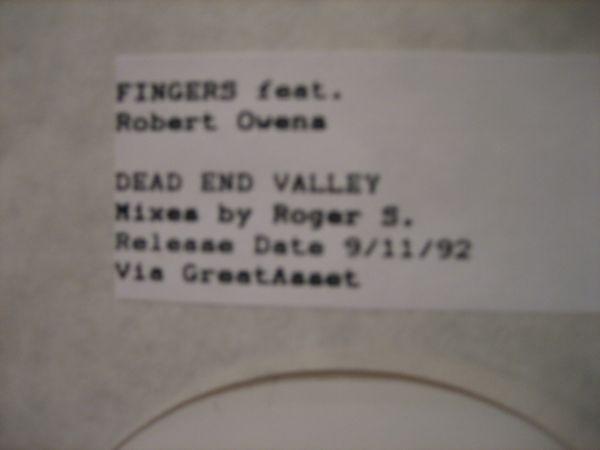 FINGERS feat.
Robert Owens
DEAD END VALLEY
Mixes by Roger S.
Release Date 9/11/92
Via GreatAsset